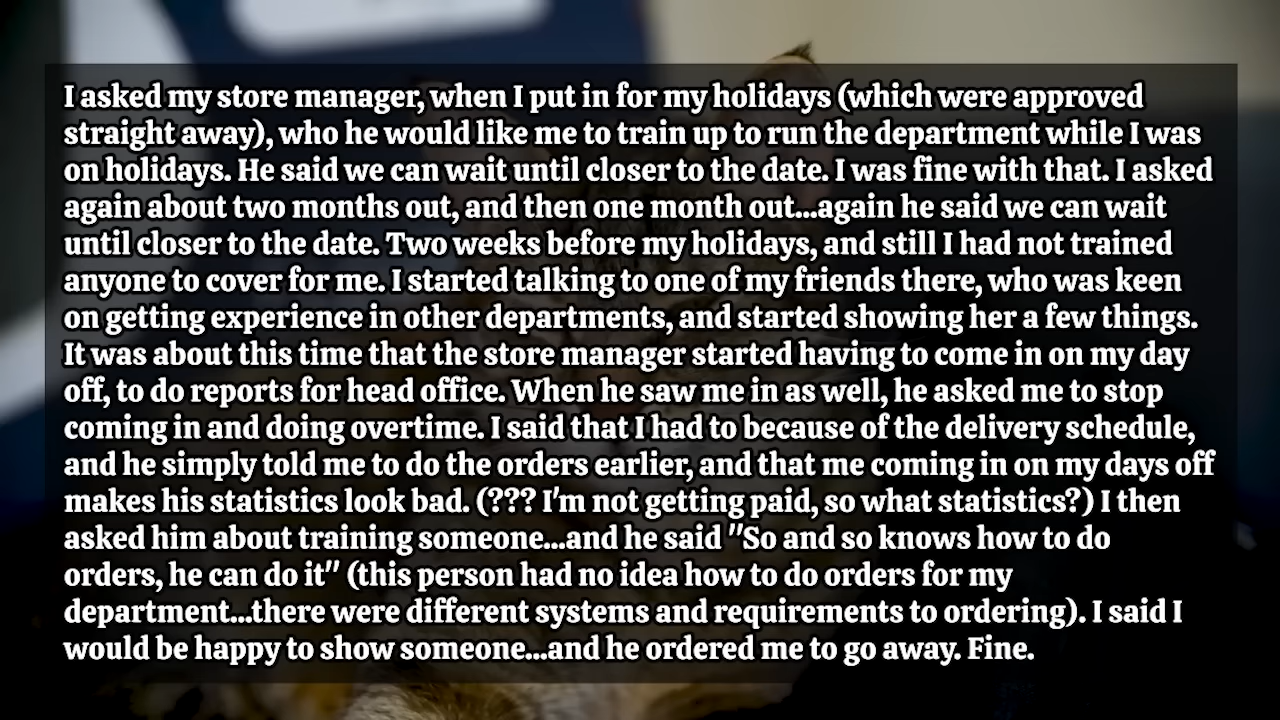 I asked my store manager, when I put in for my holidays (which were approved
straight away), who he would like me to train up to run the department while I was
on holidays. He said we can wait until closer to the date. I was fine with that. I asked
again about two months out, and then one month out...again he said we can wait
until closer to the date. Two weeks before my holidays, and still I had not trained
anyone to cover for me. I started talking to one of my friends there, who was keen
on getting experience in other departments, and started showing her a few things.
It was about this time that the store manager started having to come in on my day
off, to do reports for head office. When he saw me in as well, he asked me to stop
coming in and doing overtime. I said that I had to because of the delivery schedule,
and he simply told me to do the orders earlier, and that me coming in on my days off
makes his statistics look bad. (??? I'm not getting paid, so what statistics?) I then
asked him about training someone...and he said "So and so knows how to do
orders, he can do it" (this person had no idea how to do orders for my
department...there were different systems and requirements to ordering). I said I
would be happy to show someone...and he ordered me to go away. Fine.